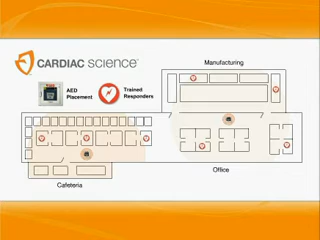 CARDIAC SCIENCE
Manufacturing
AED
Placement
Trained
Responders
Office
Cafeteria